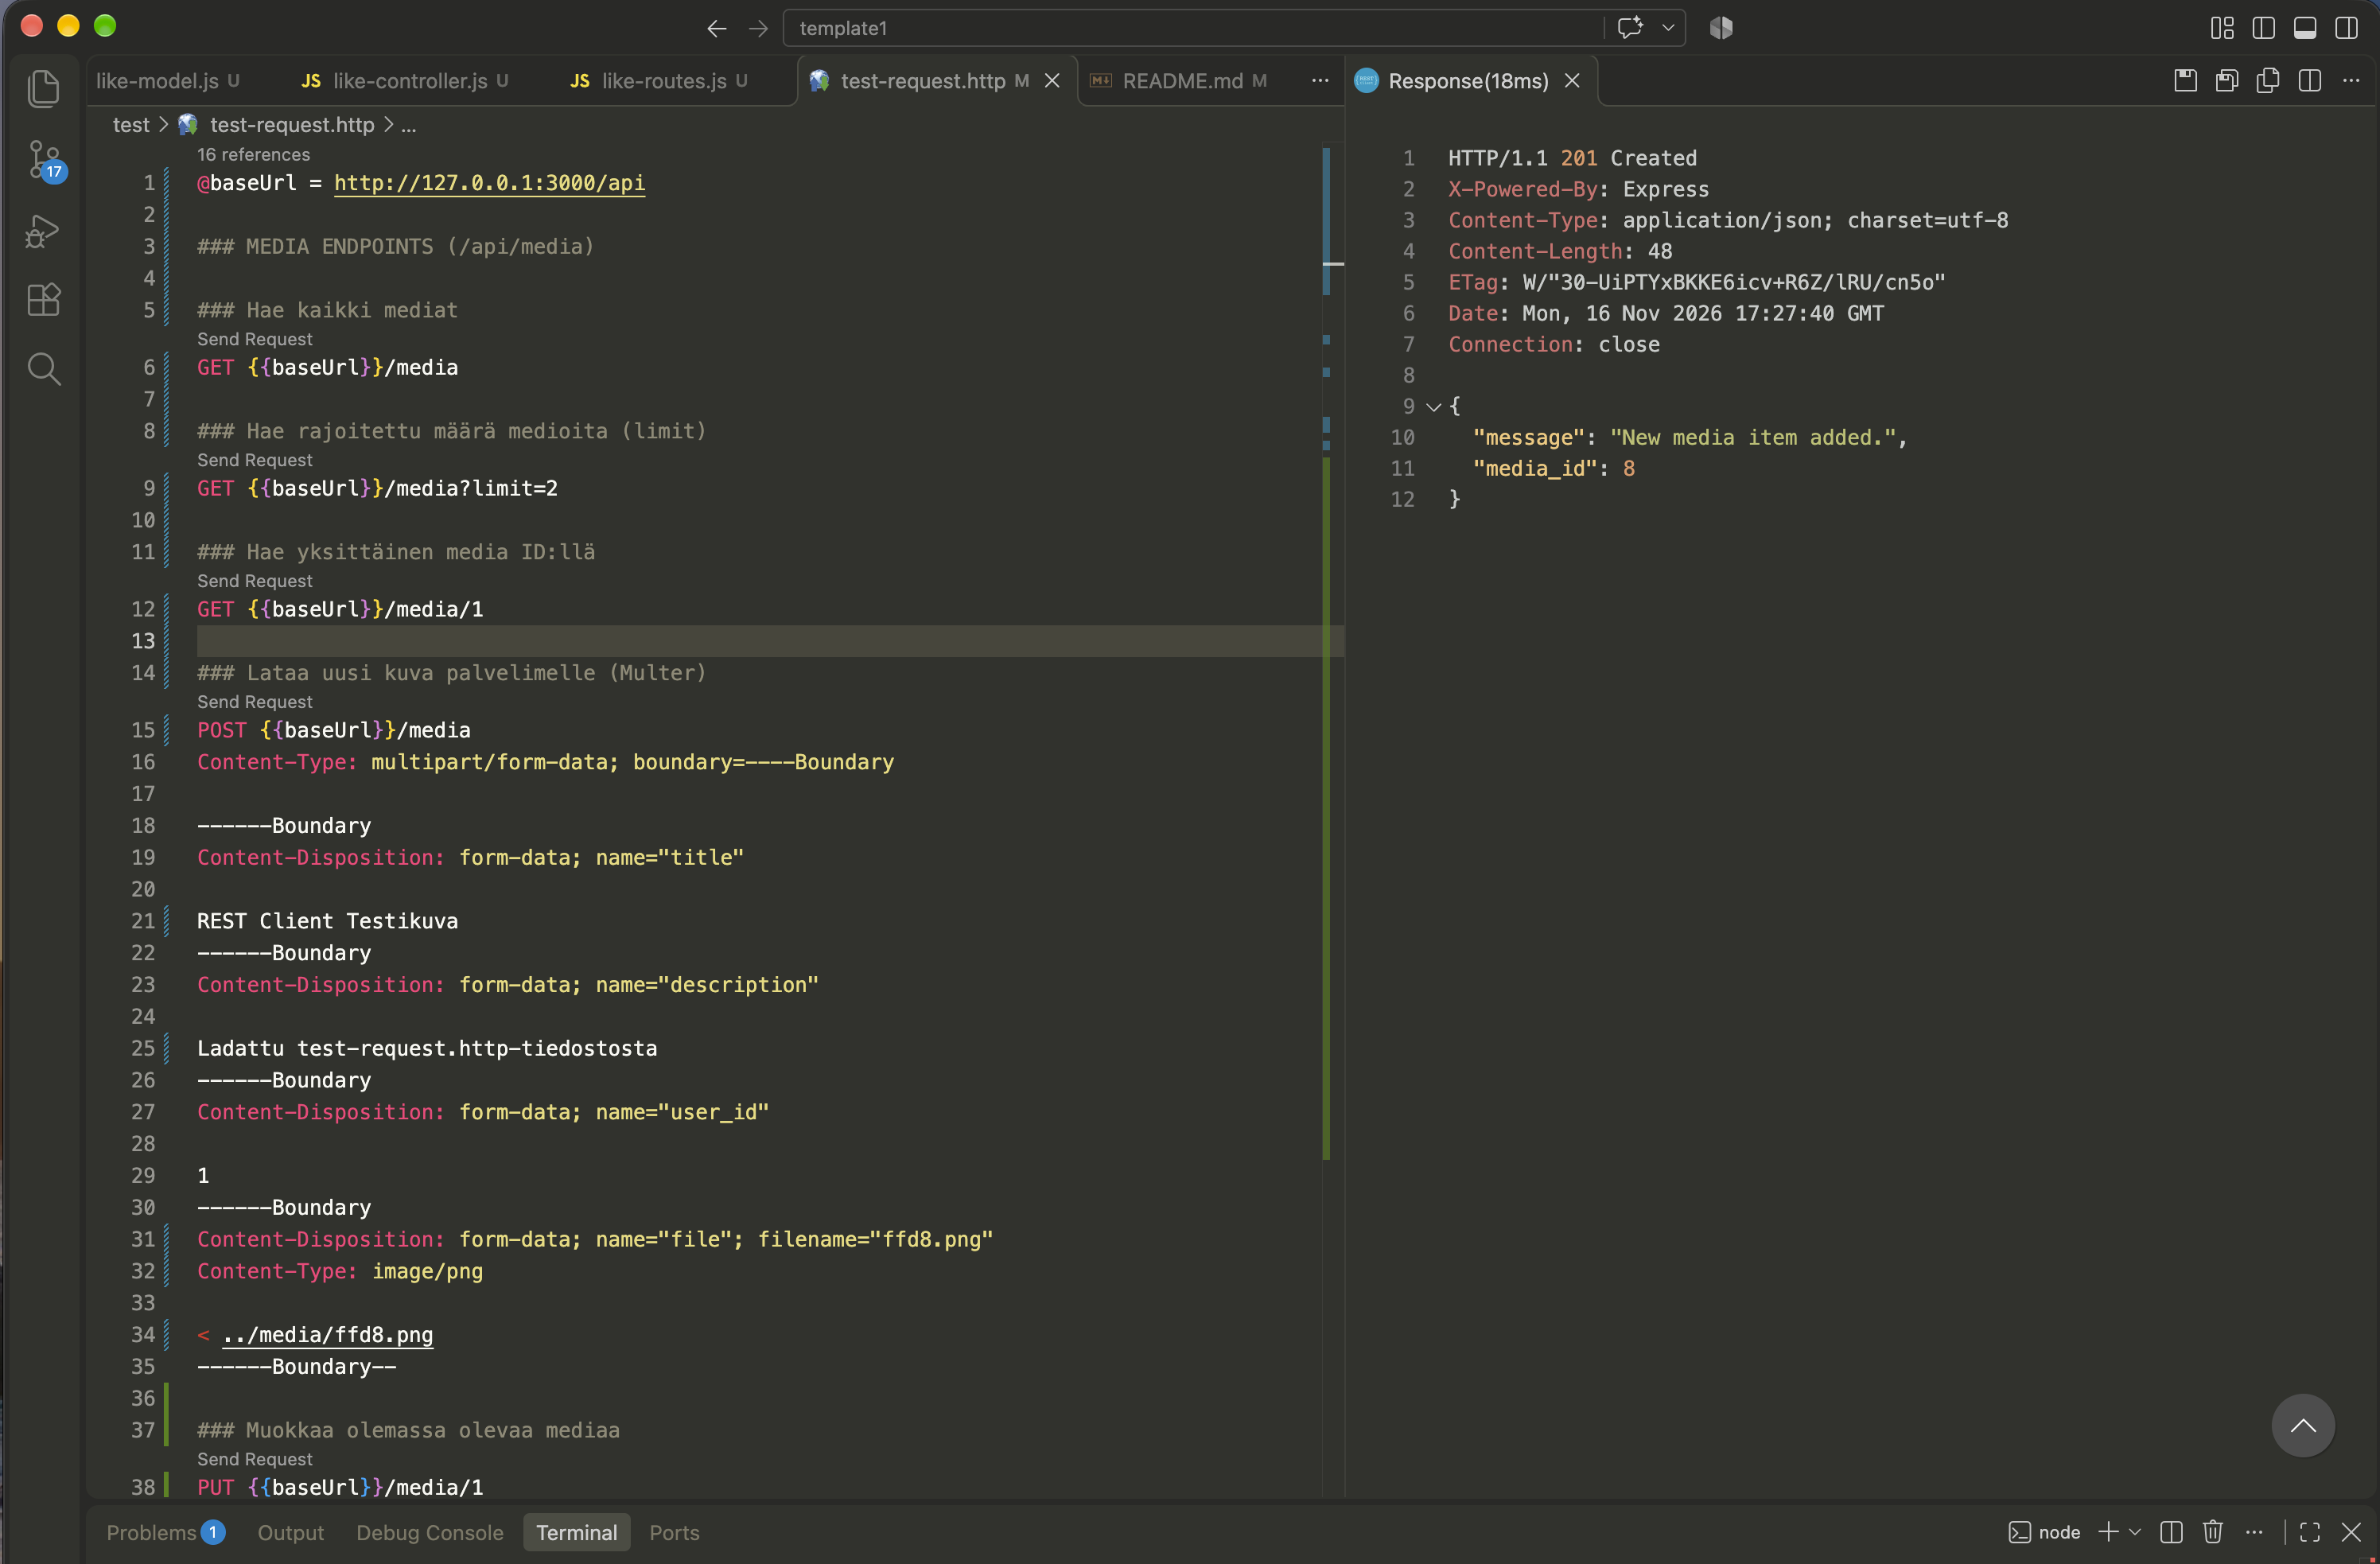 template1
like-model.js U
JS like-controller.js U
JS like-routes.js U
test-request.http M
README.md M
Response(18ms)
17
test > test-request.http > ...
16 references
1 @baseUrl = http://127.0.0.1:3000/api
2
3 ### MEDIA ENDPOINTS (/api/media)
4
5 ### Hae kaikki mediat
Send Request
6 GET {{baseUrl}}/media
7
8 ### Hae rajoitettu määrä medioita (limit)
Send Request
9 GET {{baseUrl}}/media?limit=2
10
11 ### Hae yksittäinen media ID:llä
Send Request
12 GET {{baseUrl}}/media/1
13
14 ### Lataa uusi kuva palvelimelle (Multer)
Send Request
15 POST {{baseUrl}}/media
16 Content-Type: multipart/form-data; boundary=----Boundary
17
18 ------Boundary
19 Content-Disposition: form-data; name="title"
20
21 REST Client Testikuva
22 ------Boundary
23 Content-Disposition: form-data; name="description"
24
25 Ladattu test-request.http-tiedostosta
26 ------Boundary
27 Content-Disposition: form-data; name="user_id"
28
29 1
30 ------Boundary
31 Content-Disposition: form-data; name="file"; filename="ffd8.png"
32 Content-Type: image/png
33
34 < ../media/ffd8.png
35 ------Boundary--
36
37 ### Muokkaa olemassa olevaa mediaa
Send Request
38 PUT {{baseUrl}}/media/1
1 HTTP/1.1 201 Created
2 X-Powered-By: Express
3 Content-Type: application/json; charset=utf-8
4 Content-Length: 48
5 ETag: W/"30-UiPTYxBKKE6icv+R6Z/lRU/cn5o"
6 Date: Mon, 16 Nov 2026 17:27:40 GMT
7 Connection: close
8
9 {
10 "message": "New media item added.",
11 "media_id": 8
12 }
Problems 1 Output Debug Console Terminal Ports
node